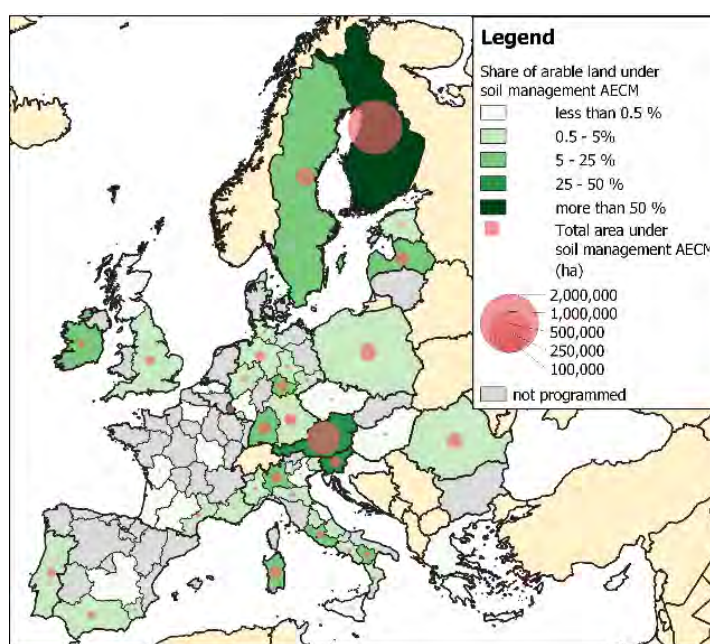 Legend
Share of arable land under
soil management AECM
less than 0.5 %
0.5 - 5%
5 - 25 %
25 - 50 %
more than 50 %
Total area under
soil management AECM
(ha)
2,000,000
1,000,000
500,000
250,000
100,000
not programmed